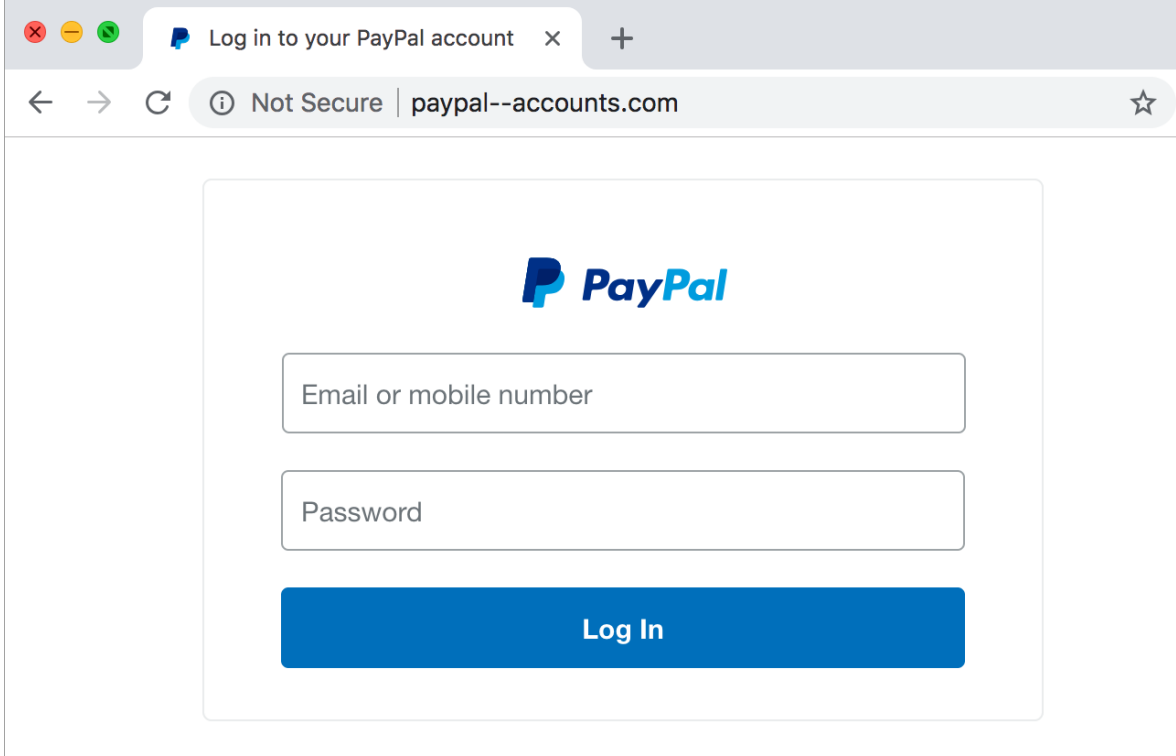 Log in to your PayPal account
Not Secure paypal--accounts.com
PayPal
Email or mobile number
Password
Log In